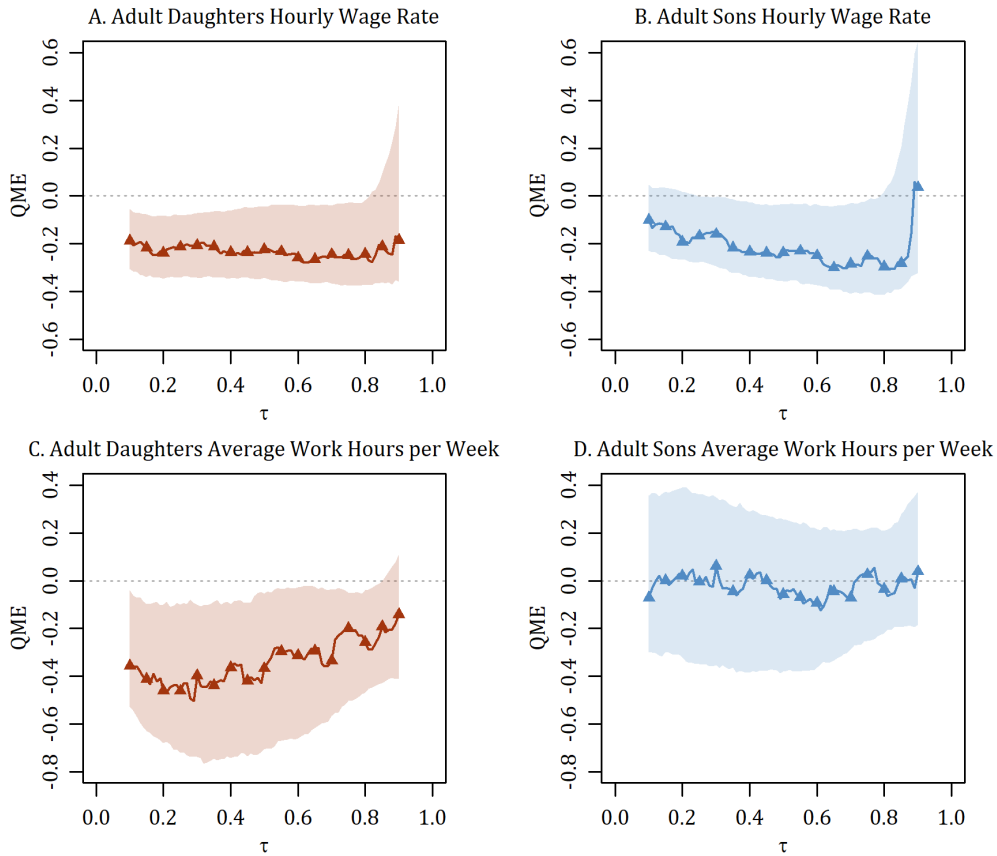 A. Adult Daughters Hourly Wage Rate
QME
0.6
0.4
0.2
0.0
-0.2
-0.4
-0.6
0.0 0.2 0.4 0.6 0.8 1.0
τ
B. Adult Sons Hourly Wage Rate
QME
0.6
0.4
0.2
0.0
-0.2
-0.4
-0.6
0.0 0.2 0.4 0.6 0.8 1.0
τ
C. Adult Daughters Average Work Hours per Week
QME
0.4
0.2
0.0
-0.2
-0.4
-0.6
-0.8
0.0 0.2 0.4 0.6 0.8 1.0
τ
D. Adult Sons Average Work Hours per Week
QME
0.4
0.2
0.0
-0.2
-0.4
-0.6
-0.8
0.0 0.2 0.4 0.6 0.8 1.0
τ